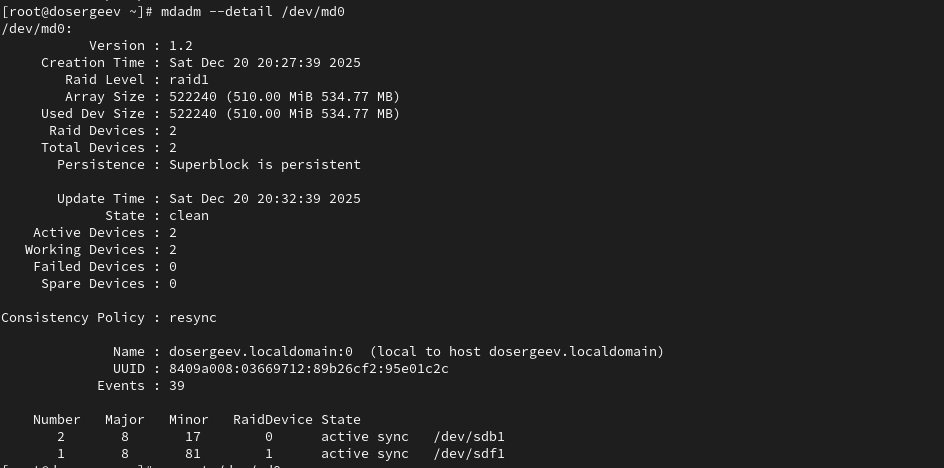 [root@dosergeev ~]# mdadm --detail /dev/md0
/dev/md0:
Version : 1.2
Creation Time : Sat Dec 20 20:27:39 2025
Raid Level : raid1
Array Size : 522240 (510.00 MiB 534.77 MB)
Used Dev Size : 522240 (510.00 MiB 534.77 MB)
Raid Devices : 2
Total Devices : 2
Persistence : Superblock is persistent
Update Time : Sat Dec 20 20:32:39 2025
State : clean
Active Devices : 2
Working Devices : 2
Failed Devices : 0
Spare Devices : 0
Consistency Policy : resync
Name : dosergeev.localdomain:0  (local to host dosergeev.localdomain)
UUID : 8409a008:03669712:89b26cf2:95e01c2c
Events : 39
Number   Major   Minor   RaidDevice State
2       8       17        0      active sync   /dev/sdb1
1       8       81        1      active sync   /dev/sdf1